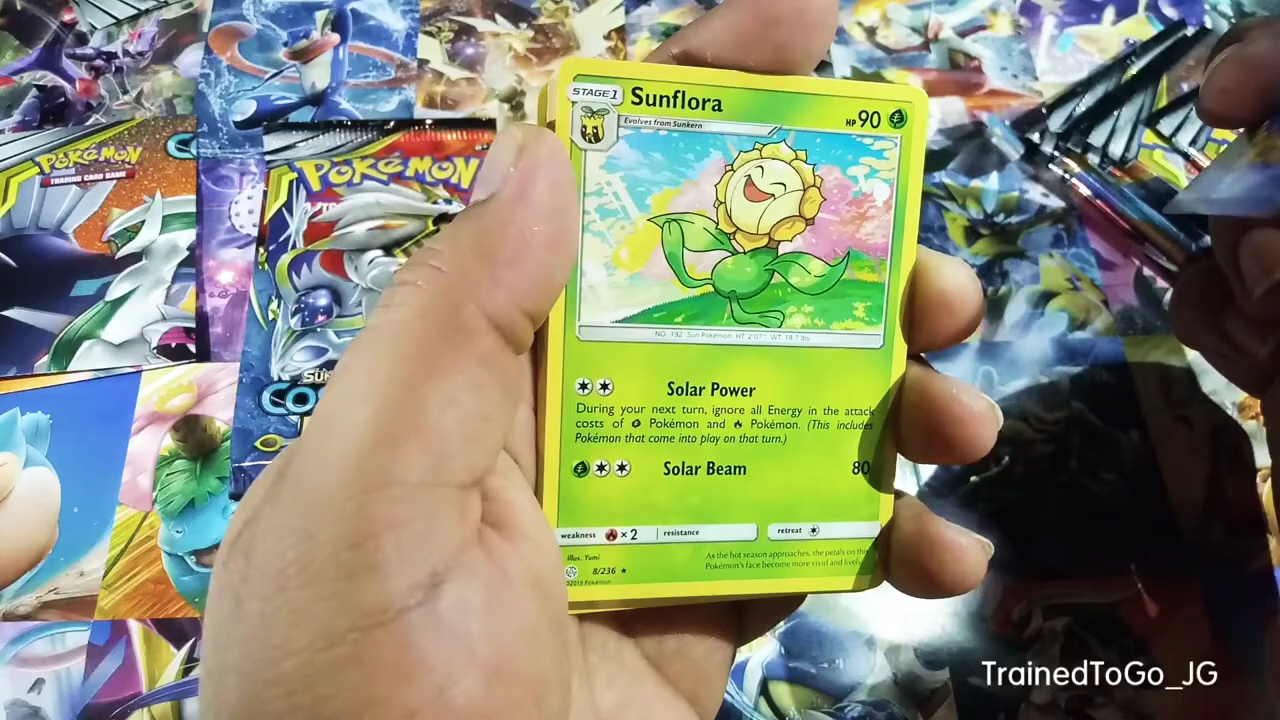 STAGE1
Sunflora
HP 90
Evolves from Sunkern
NO. 192 Sun Pokémon HT 2'07" WT 18.7 lbs
Solar Power
During your next turn, ignore all Energy in the attack
costs of Pokémon and Pokémon. (This includes
Pokémon that come into play on that turn.)
Solar Beam 80
weakness ×2 resistance retreat
Illus. Yumi
8/236 ★
©2019 Pokémon
As the hot season approaches, the petals on this
Pokémon's face become more vivid and lively.
POKÉMON
TRADING CARD GAME
POKÉMON
TrainedToGo_JG